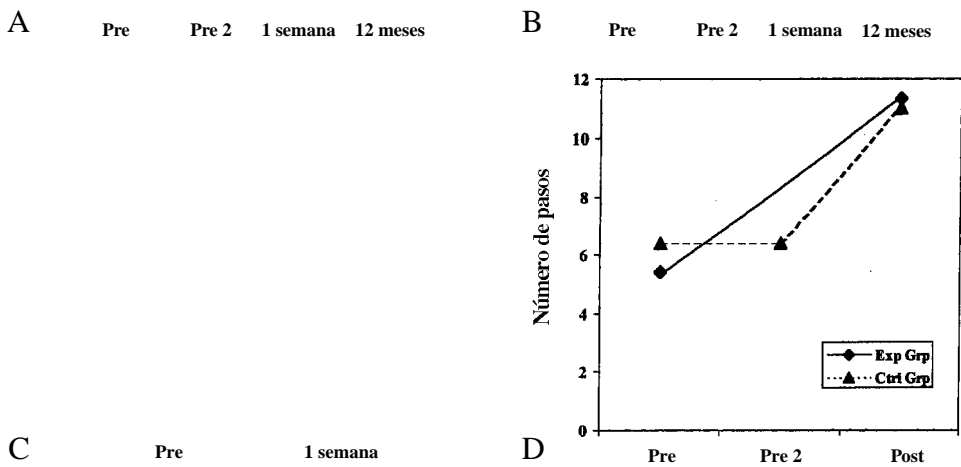 A Pre Pre 2 1 semana 12 meses
B Pre Pre 2 1 semana 12 meses
12
10
8
6
4
2
0
Número de pasos
Exp Grp
Ctrl Grp
C Pre 1 semana
D Pre Pre 2 Post